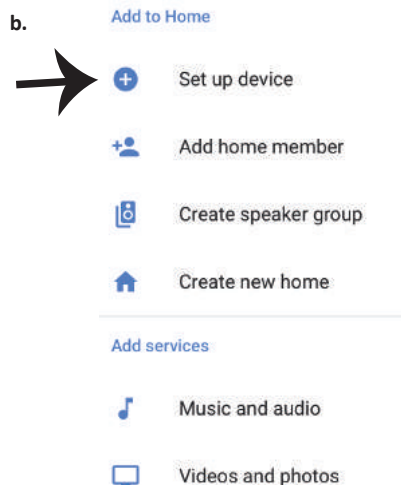 b.
Add to Home
Set up device
Add home member
Create speaker group
Create new home
Add services
Music and audio
Videos and photos